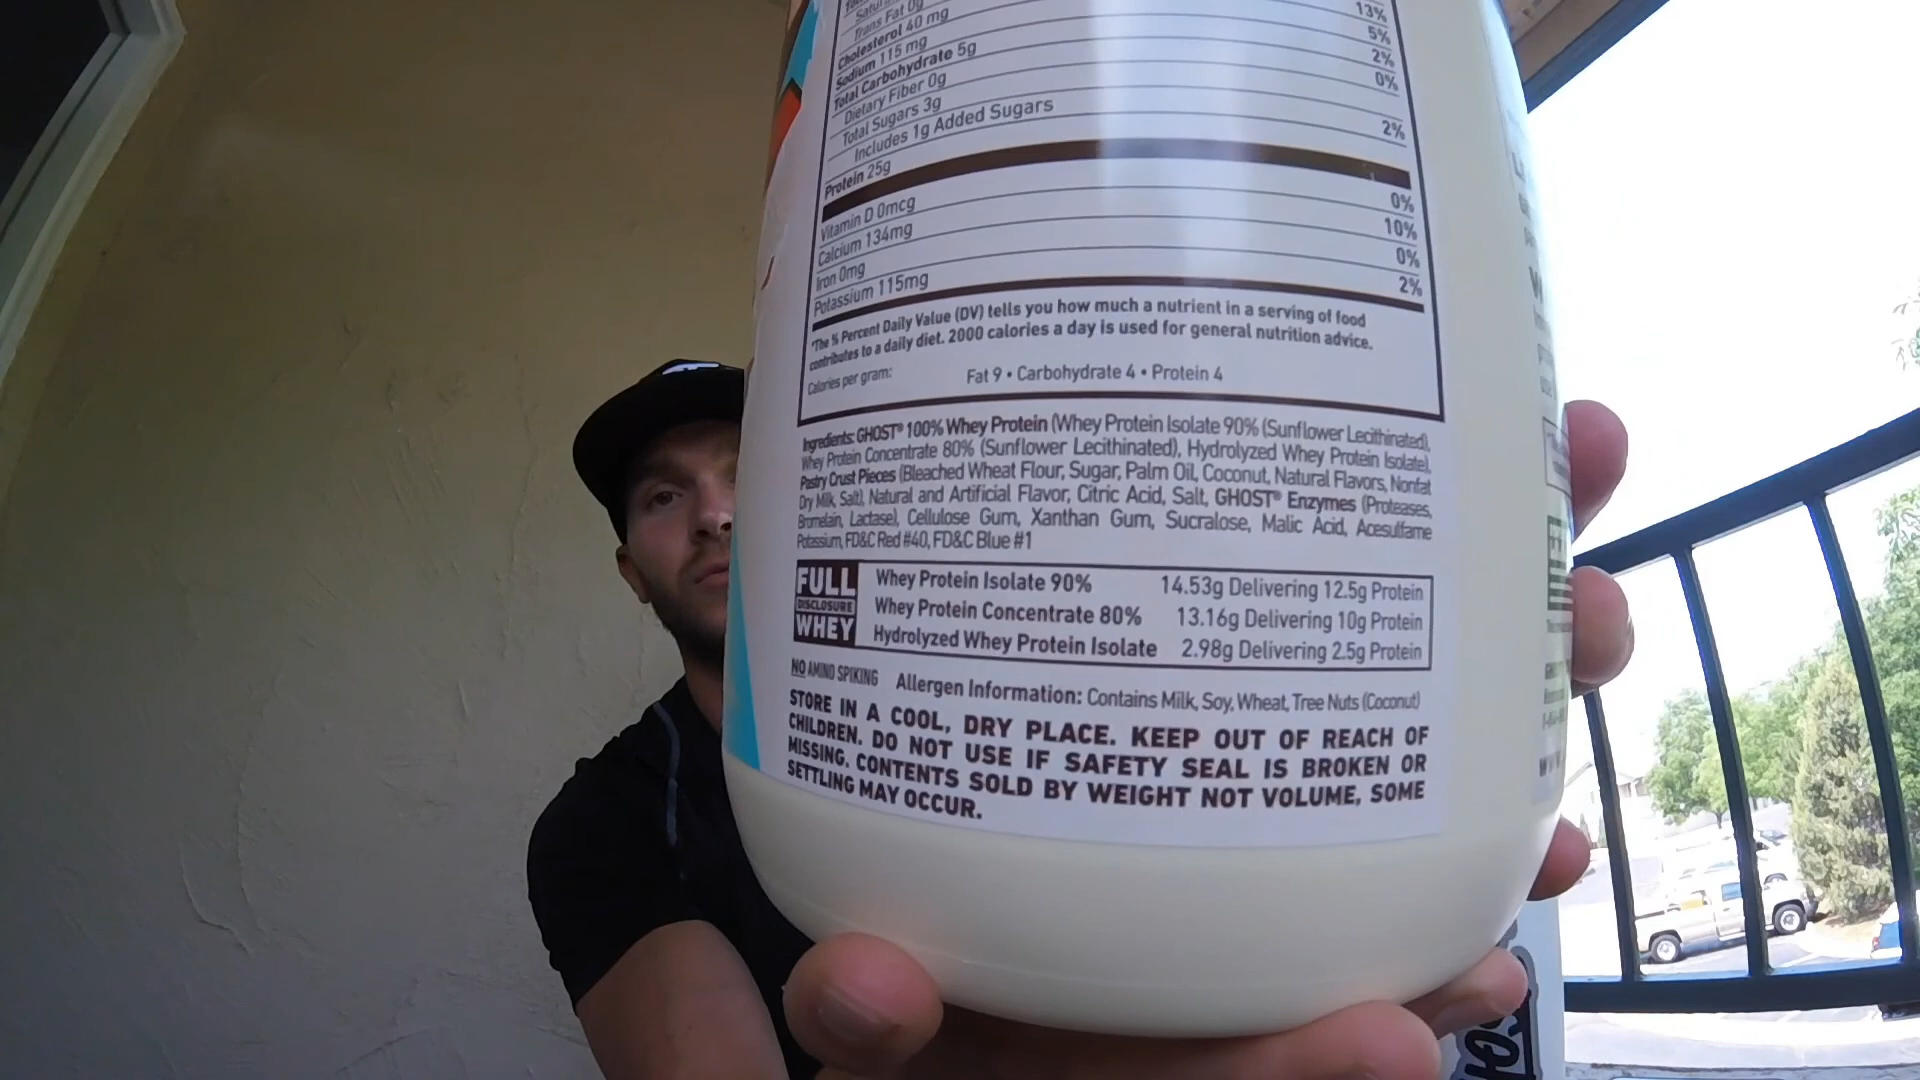 Trans Fat 0g
Cholesterol 40 mg 13%
Sodium 115 mg 5%
Total Carbohydrate 5g 2%
Dietary Fiber 0g 0%
Total Sugars 3g
Includes 1g Added Sugars 2%
Protein 25g
Vitamin D 0mcg 0%
Calcium 134mg 10%
Iron 0mg 0%
Potassium 115mg 2%
*The % Percent Daily Value (DV) tells you how much a nutrient in a serving of food
contributes to a daily diet. 2000 calories a day is used for general nutrition advice.
Calories per gram:
Fat 9 • Carbohydrate 4 • Protein 4
Ingredients: GHOST® 100% Whey Protein (Whey Protein Isolate 90% (Sunflower Lecithinated),
Whey Protein Concentrate 80% (Sunflower Lecithinated), Hydrolyzed Whey Protein Isolate),
Pastry Crust Pieces (Bleached Wheat Flour, Sugar, Palm Oil, Coconut, Natural Flavors, Nonfat
Dry Milk, Salt), Natural and Artificial Flavor, Citric Acid, Salt, GHOST® Enzymes (Proteases,
Bromelain, Lactase), Cellulose Gum, Xanthan Gum, Sucralose, Malic Acid, Acesulfame
Potassium, FD&C Red #40, FD&C Blue #1
FULL
DISCLOSURE
WHEY
Whey Protein Isolate 90% 14.53g Delivering 12.5g Protein
Whey Protein Concentrate 80% 13.16g Delivering 10g Protein
Hydrolyzed Whey Protein Isolate 2.98g Delivering 2.5g Protein
NO AMINO SPIKING Allergen Information: Contains Milk, Soy, Wheat, Tree Nuts (Coconut)
STORE IN A COOL, DRY PLACE. KEEP OUT OF REACH OF
CHILDREN. DO NOT USE IF SAFETY SEAL IS BROKEN OR
MISSING. CONTENTS SOLD BY WEIGHT NOT VOLUME, SOME
SETTLING MAY OCCUR.